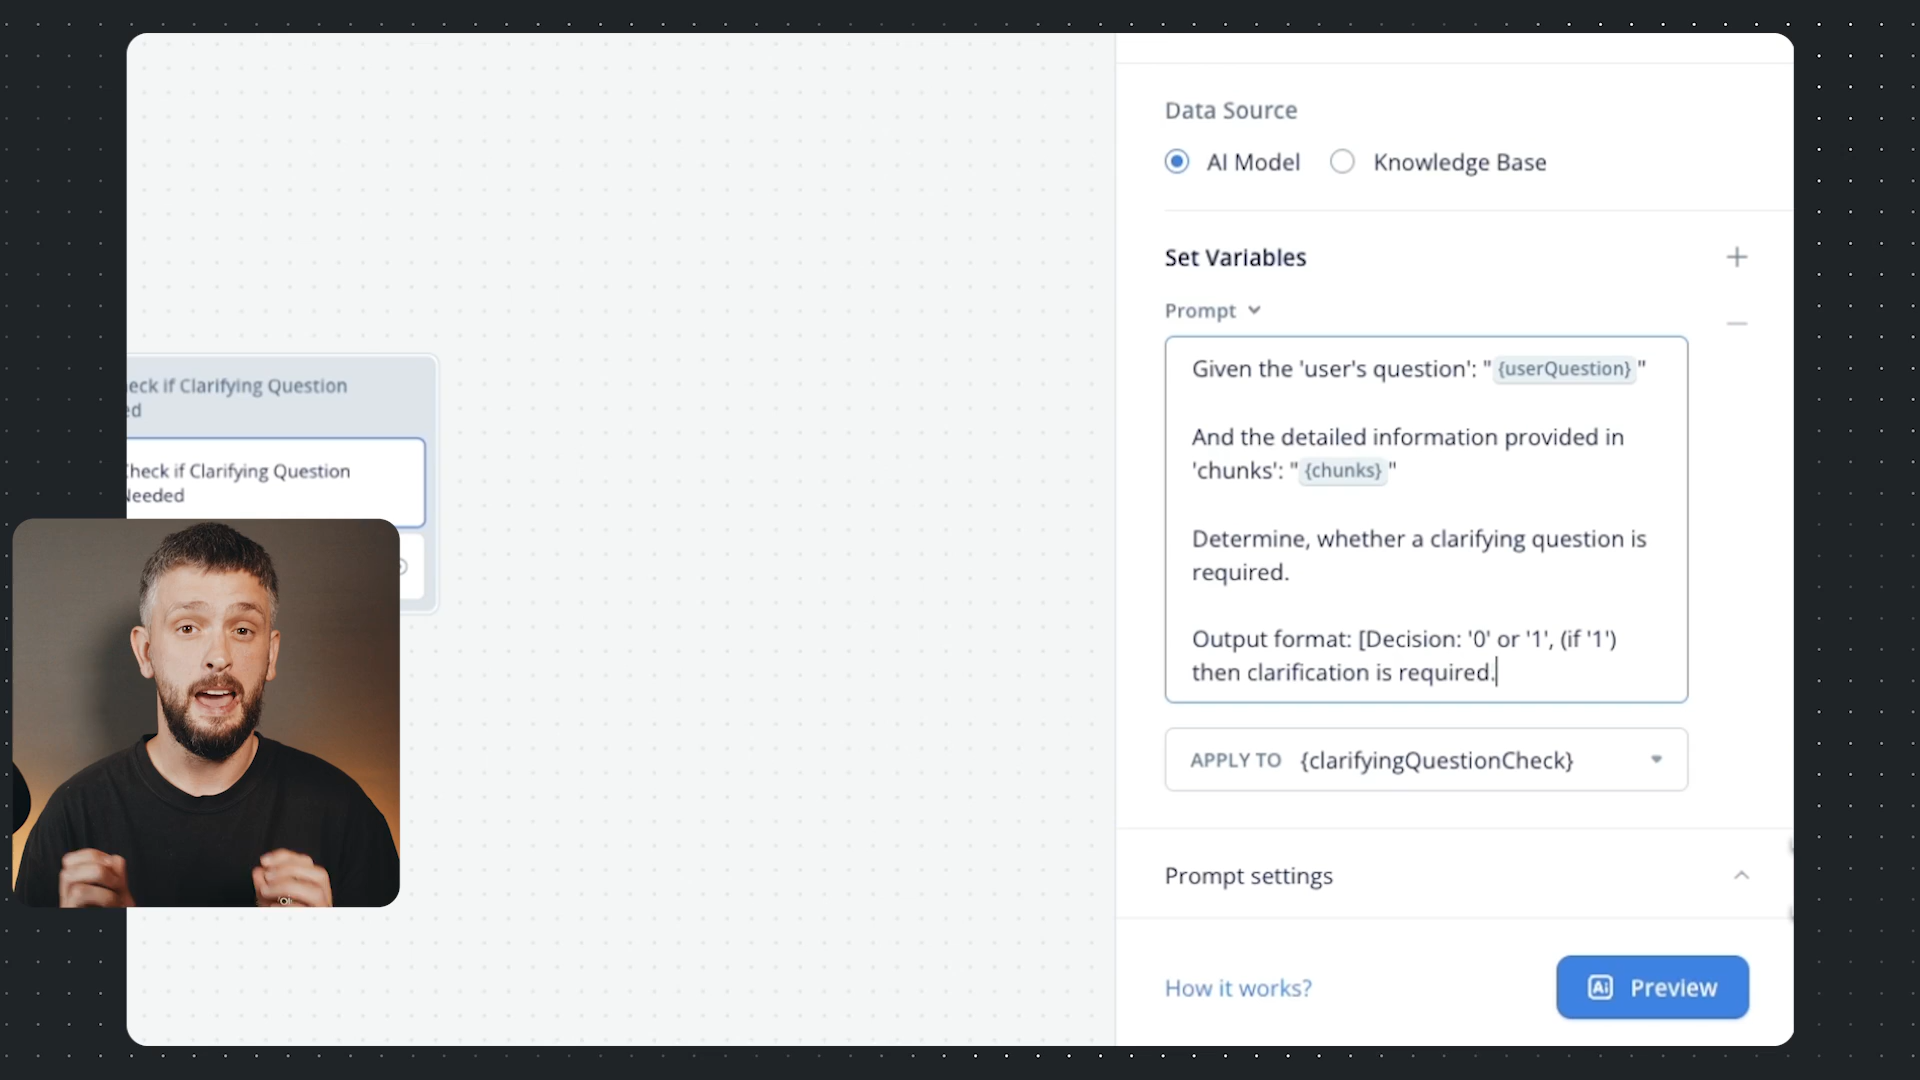 Data Source
AI Model
Knowledge Base
Set Variables
Prompt
Given the 'user's question': "{userQuestion}"
And the detailed information provided in
'chunks': "{chunks}"
Determine, whether a clarifying question is
required.
Output format: [Decision: '0' or '1', (if '1')
then clarification is required.
APPLY TO {clarifyingQuestionCheck}
Prompt settings
How it works?
Ai Preview
eck if Clarifying Question
ed
heck if Clarifying Question
Needed